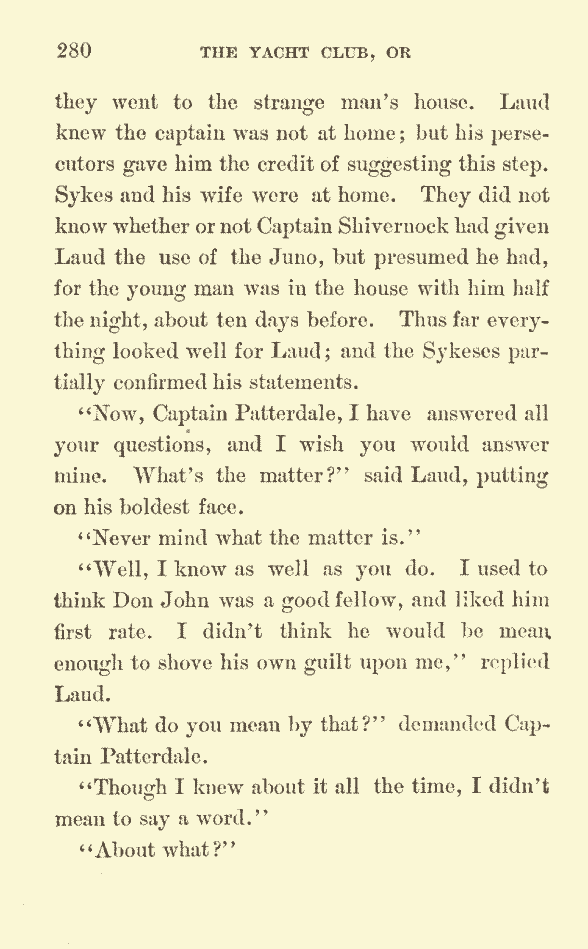 280 THE YACHT CLUB, OR
they went to the strange man's house. Laud
knew the captain was not at home; but his perse-
cutors gave him the credit of suggesting this step.
Sykes and his wife were at home. They did not
know whether or not Captain Shivernock had given
Laud the use of the Juno, but presumed he had,
for the young man was in the house with him half
the night, about ten days before. Thus far every-
thing looked well for Laud; and the Sykeses par-
tially confirmed his statements.
"Now, Captain Patterdale, I have answered all
your questions, and I wish you would answer
mine. What's the matter?" said Laud, putting
on his boldest face.
"Never mind what the matter is."
"Well, I know as well as you do. I used to
think Don John was a good fellow, and liked him
first rate. I didn't think he would be mean
enough to shove his own guilt upon me," replied
Laud.
"What do you mean by that?" demanded Cap-
tain Patterdale.
"Though I knew about it all the time, I didn't
mean to say a word."
"About what?"